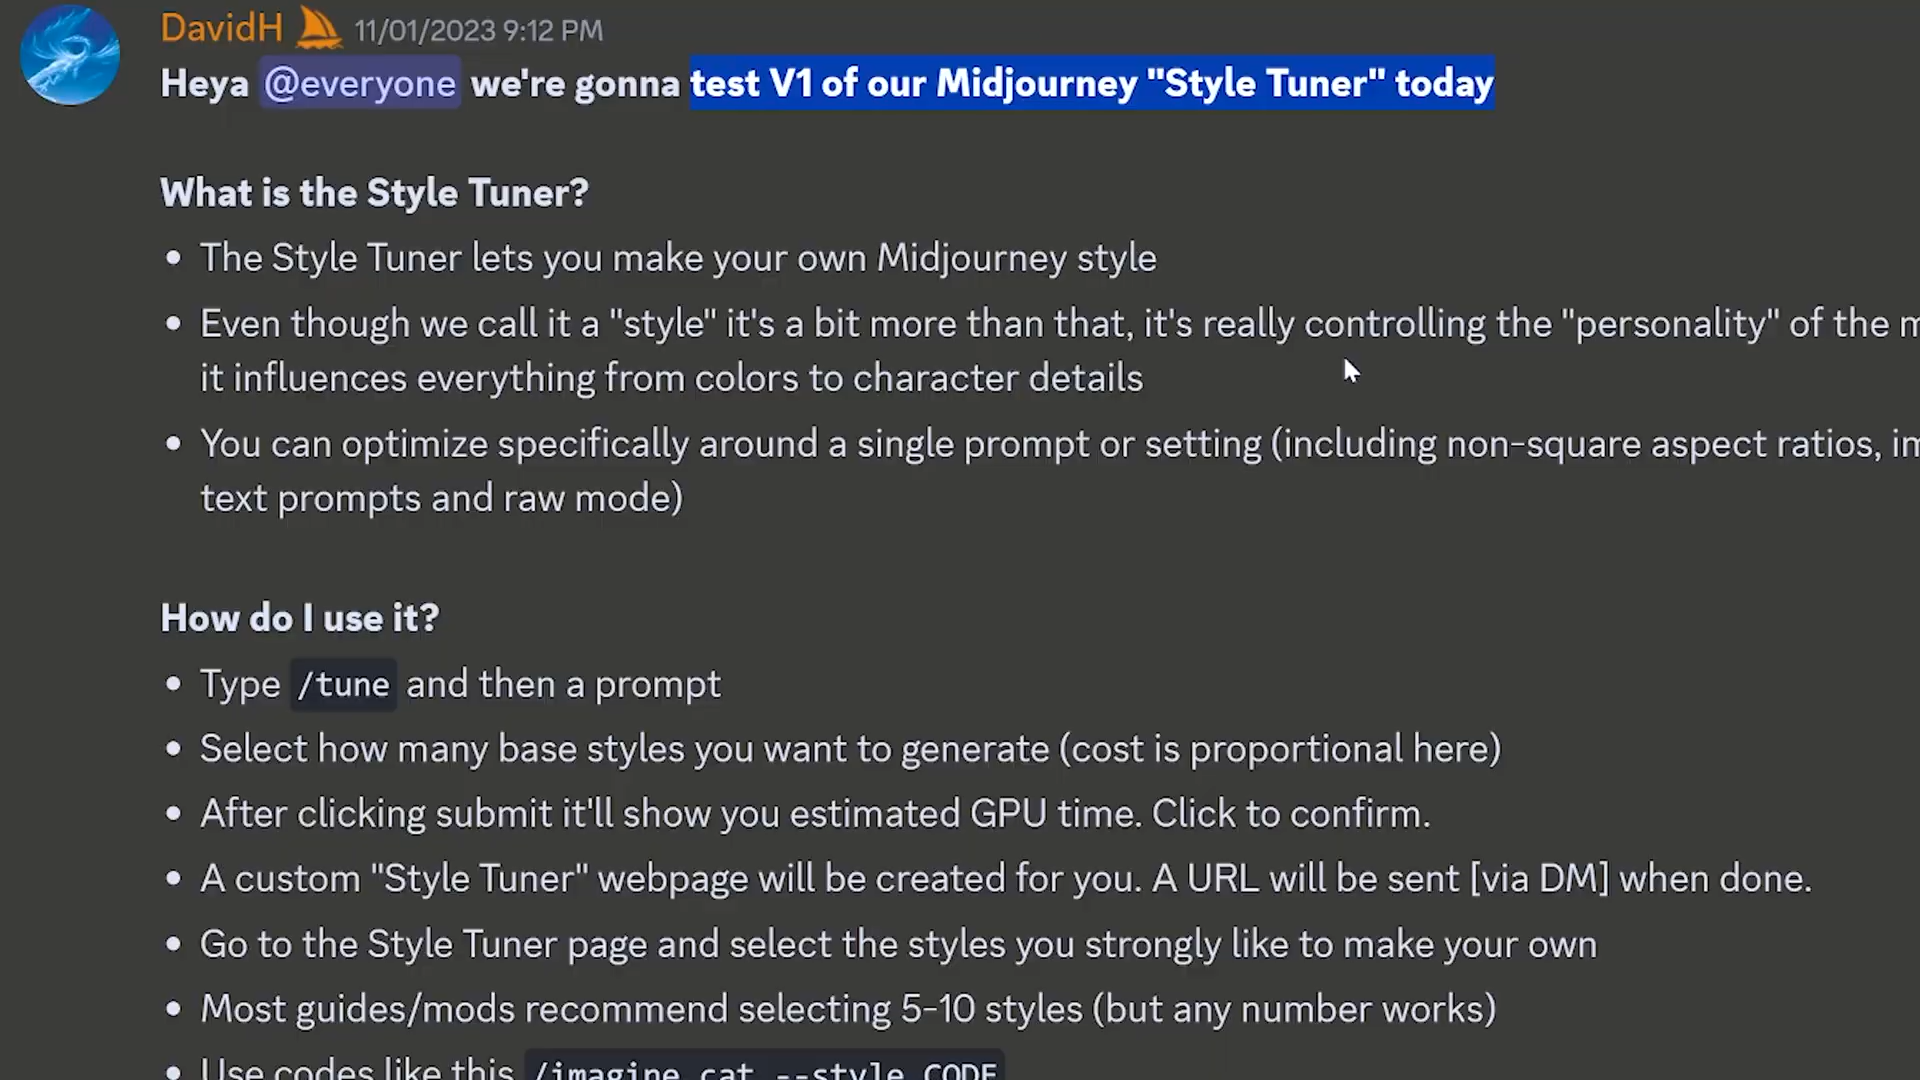 DavidH 11/01/2023 9:12 PM
Heya @everyone we're gonna test V1 of our Midjourney "Style Tuner" today
What is the Style Tuner?
• The Style Tuner lets you make your own Midjourney style
• Even though we call it a "style" it's a bit more than that, it's really controlling the "personality" of the
it influences everything from colors to character details
• You can optimize specifically around a single prompt or setting (including non-square aspect ratios,
text prompts and raw mode)
How do I use it?
• Type /tune and then a prompt
• Select how many base styles you want to generate (cost is proportional here)
• After clicking submit it'll show you estimated GPU time. Click to confirm.
• A custom "Style Tuner" webpage will be created for you. A URL will be sent [via DM] when done.
• Go to the Style Tuner page and select the styles you strongly like to make your own
• Most guides/mods recommend selecting 5-10 styles (but any number works)
• Use codes like this /imagine cat --style CODE